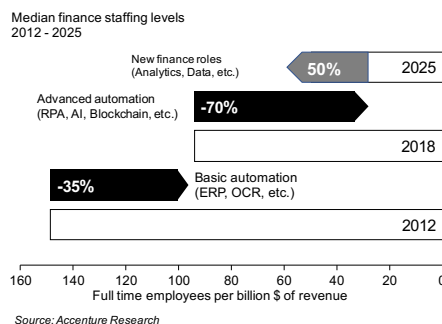 Median finance staffing levels
2012 - 2025
New finance roles
(Analytics, Data, etc.)
50%
2025
Advanced automation
(RPA, AI, Blockchain, etc.)
-70%
2018
-35%
Basic automation
(ERP, OCR, etc.)
2012
160 140 120 100 80 60 40 20 0
Full time employees per billion $ of revenue
Source: Accenture Research